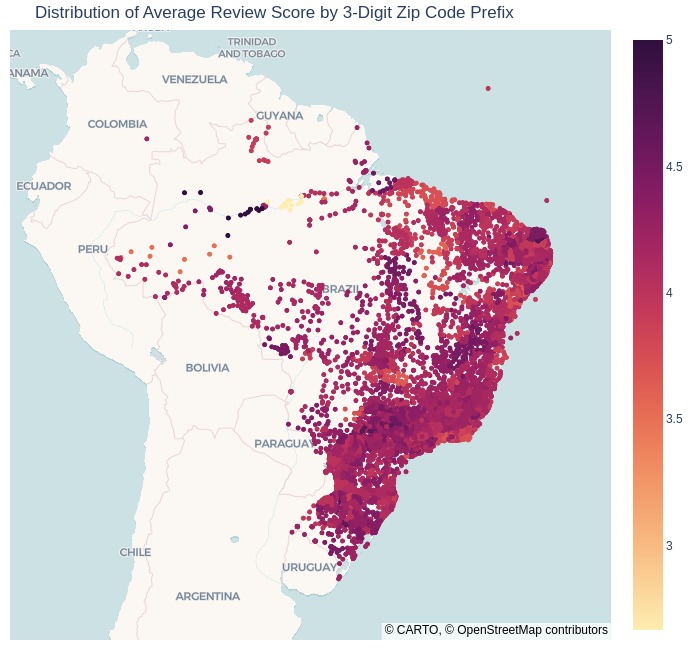 Distribution of Average Review Score by 3-Digit Zip Code Prefix
TRINIDAD
AND TOBAGO
CA
ANAMA
VENEZUELA
GUYANA
COLOMBIA
ECUADOR
PERU
BRAZIL
BOLIVIA
PARAGUAY
CHILE
URUGUAY
ARGENTINA
5
4.5
4
3.5
3
© CARTO, © OpenStreetMap contributors